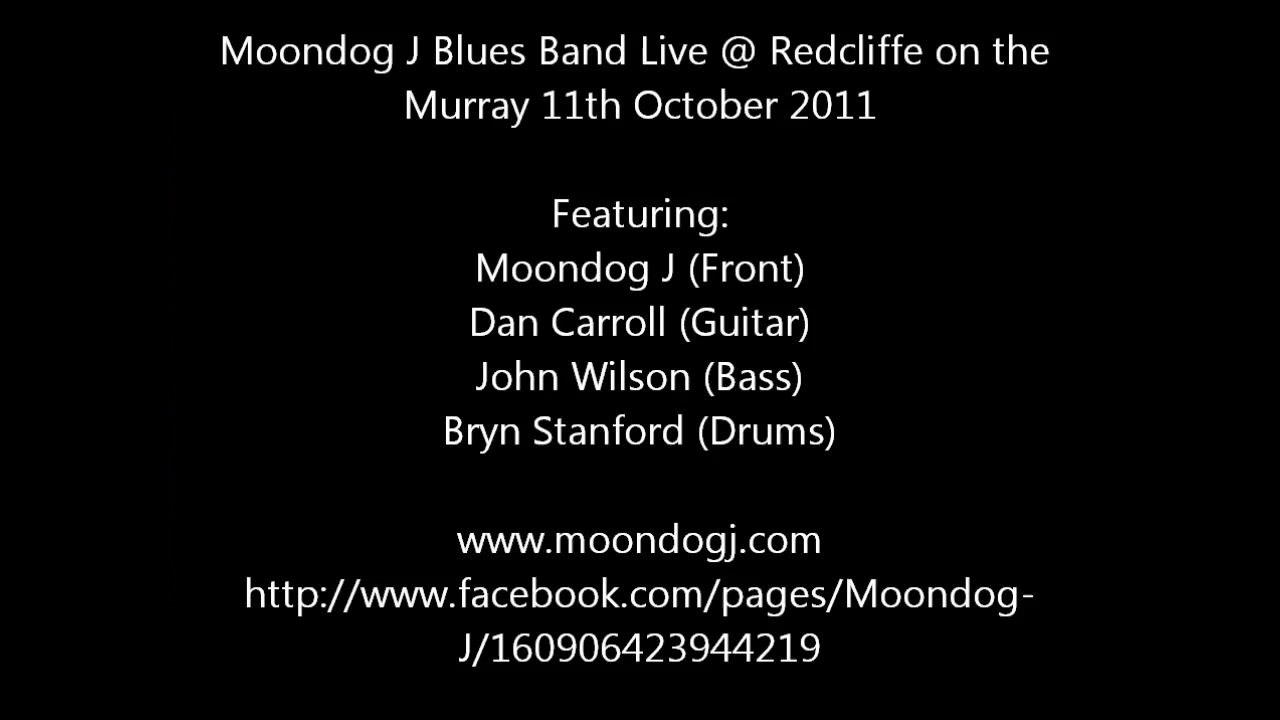 Moondog J Blues Band Live @ Redcliffe on the
Murray 11th October 2011
Featuring:
Moondog J (Front)
Dan Carroll (Guitar)
John Wilson (Bass)
Bryn Stanford (Drums)
www.moondogj.com
http://www.facebook.com/pages/Moondog-
J/160906423944219